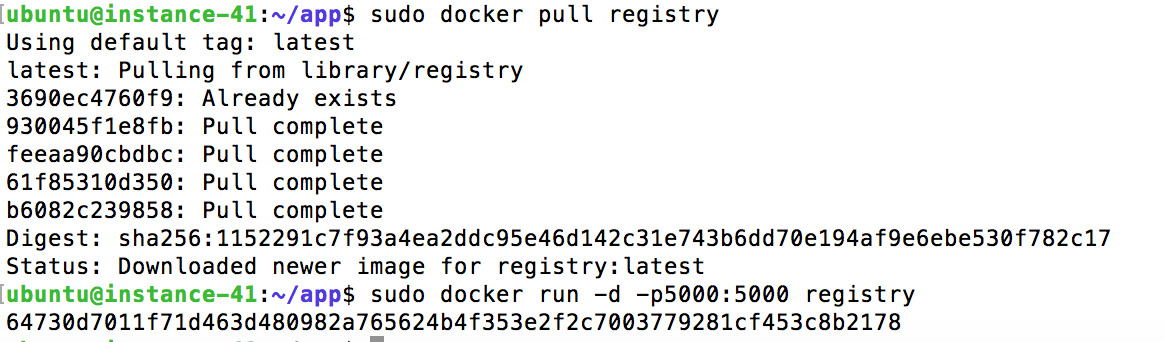 [ubuntu@instance-41:~/app$ sudo docker pull registry
Using default tag: latest
latest: Pulling from library/registry
3690ec4760f9: Already exists
930045f1e8fb: Pull complete
feeaa90cbdbc: Pull complete
61f85310d350: Pull complete
b6082c239858: Pull complete
Digest: sha256:1152291c7f93a4ea2ddc95e46d142c31e743b6dd70e194af9e6ebe530f782c17
Status: Downloaded newer image for registry:latest
[ubuntu@instance-41:~/app$ sudo docker run -d -p5000:5000 registry
64730d7011f71d463d480982a765624b4f353e2f2c7003779281cf453c8b2178